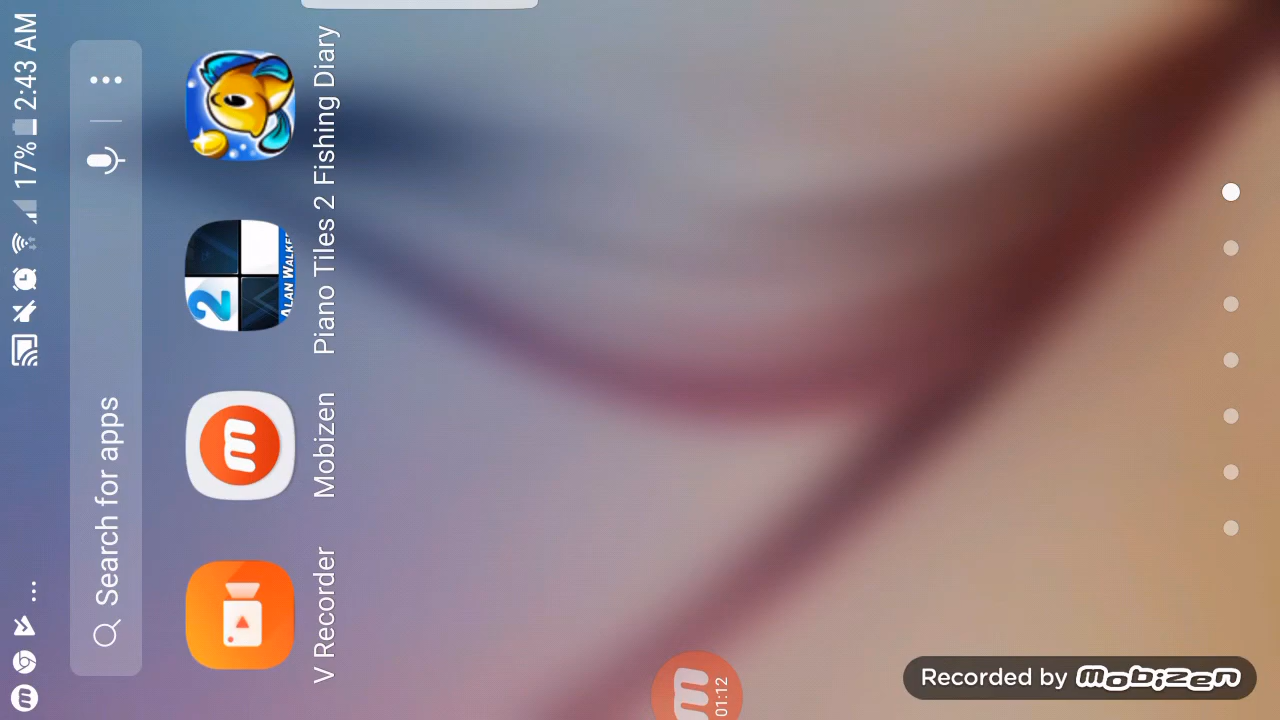 17% 2:43 AM
Search for apps
V Recorder
Mobizen
Piano Tiles 2
Fishing Diary
2
ALAN WALKE
m
m
01:12
Recorded by mobizen